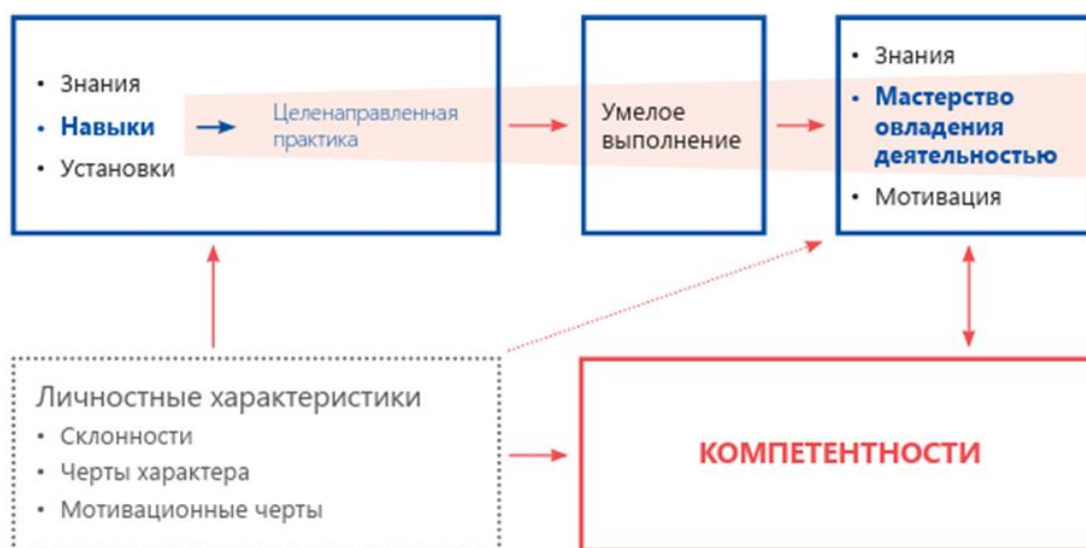 • Знания
• Навыки
• Установки
Целенаправленная
практика
Умелое
выполнение
• Знания
• Мастерство
овладения
деятельностью
• Мотивация
Личностные характеристики
• Склонности
• Черты характера
• Мотивационные черты
КОМПЕТЕНТНОСТИ